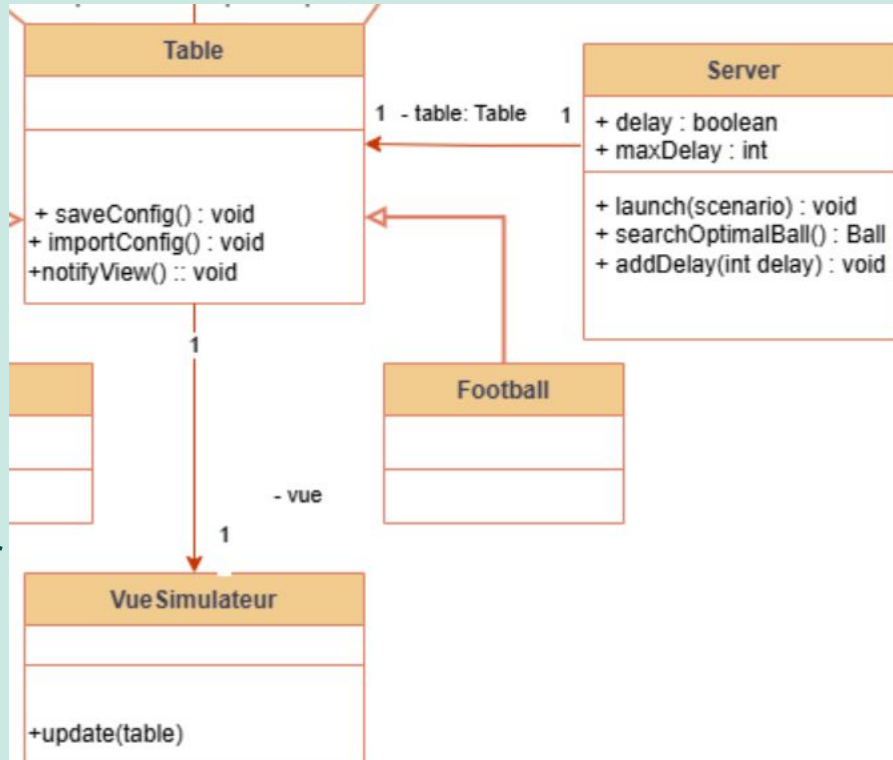 Table
+ saveConfig() : void
+ importConfig() : void
+notifyView() :: void
1 - table: Table 1
Server
+ delay : boolean
+ maxDelay : int
+ launch(scenario) : void
+ searchOptimalBall() : Ball
+ addDelay(int delay) : void
1
Football
- vue
1
VueSimulateur
+update(table)